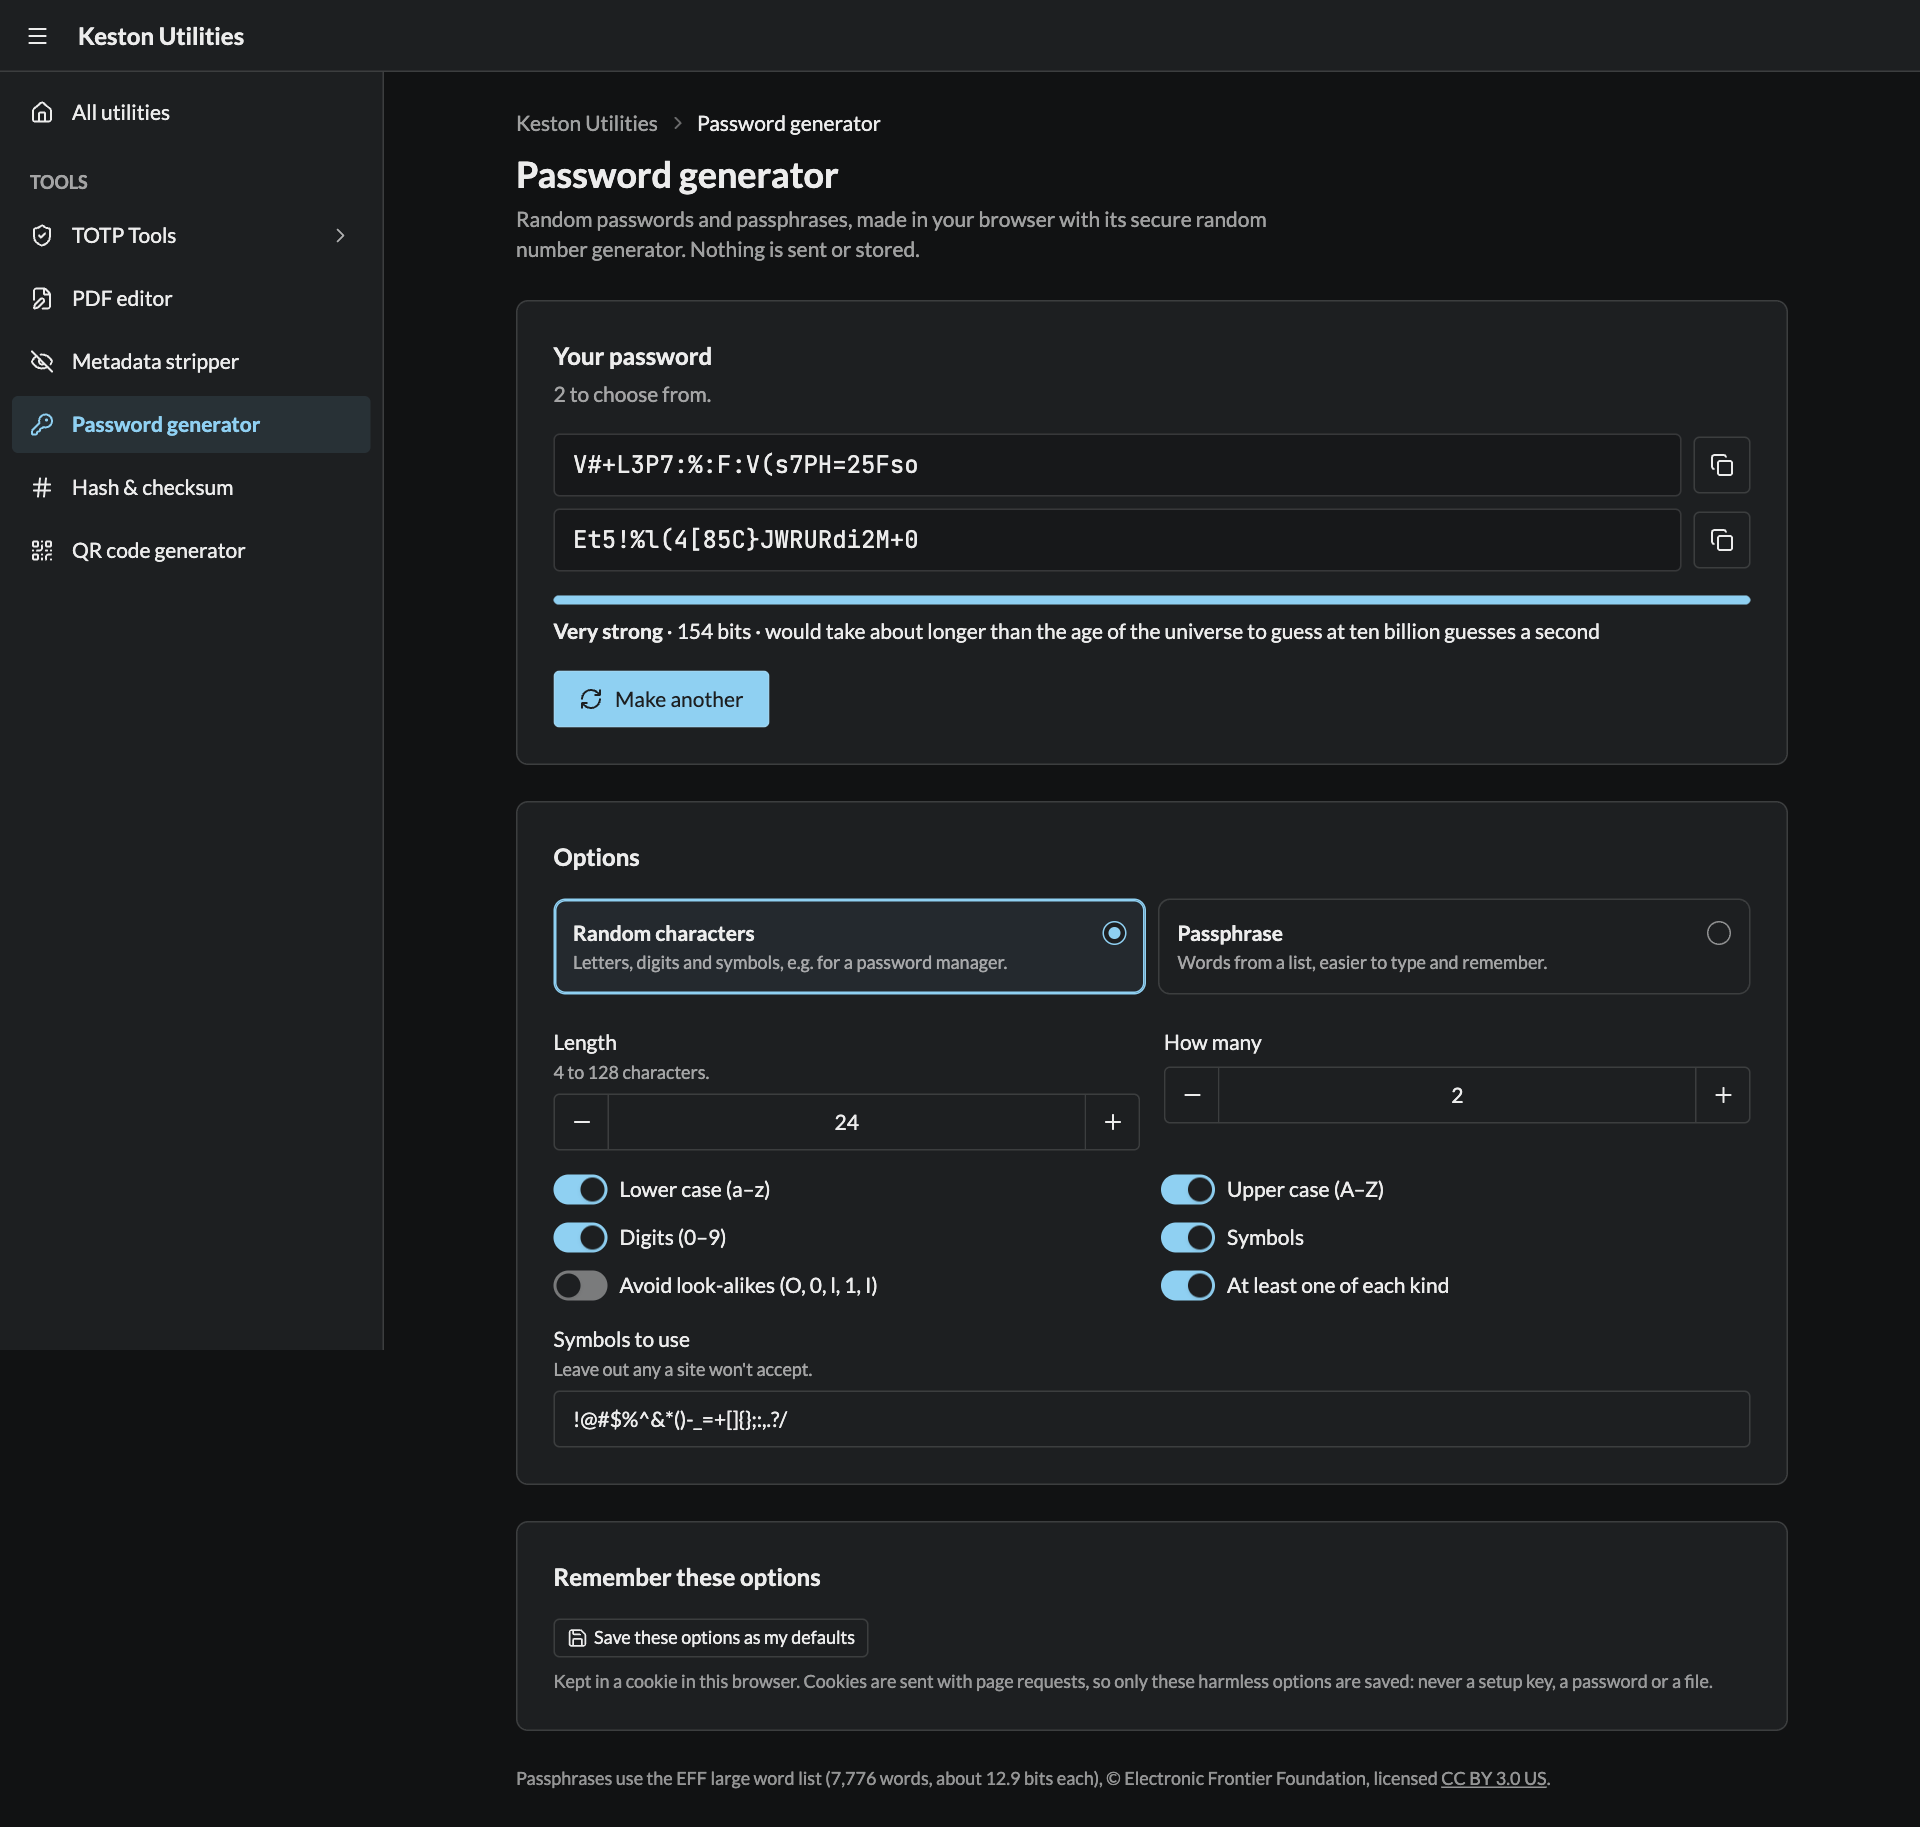 Keston Utilities
All utilities
TOOLS
TOTP Tools
PDF editor
Metadata stripper
Password generator
Hash & checksum
QR code generator
Keston Utilities > Password generator
Password generator
Random passwords and passphrases, made in your browser with its secure random
number generator. Nothing is sent or stored.
Your password
2 to choose from.
V#+L3P7:%:F:V(s7PH=25Fso
Et5!%l(4[85C}JWRURdi2M+0
Very strong · 154 bits · would take about longer than the age of the universe to guess at ten billion guesses a second
Make another
Options
Random characters
Letters, digits and symbols, e.g. for a password manager.
Passphrase
Words from a list, easier to type and remember.
Length
4 to 128 characters.
24
How many
2
Lower case (a–z)
Upper case (A–Z)
Digits (0–9)
Symbols
Avoid look-alikes (O, 0, l, 1, I)
At least one of each kind
Symbols to use
Leave out any a site won't accept.
!@#$%^&*()-_=+[]{};:,.?/
Remember these options
Save these options as my defaults
Kept in a cookie in this browser. Cookies are sent with page requests, so only these harmless options are saved: never a setup key, a password or a file.
Passphrases use the EFF large word list (7,776 words, about 12.9 bits each), © Electronic Frontier Foundation, licensed CC BY 3.0 US.